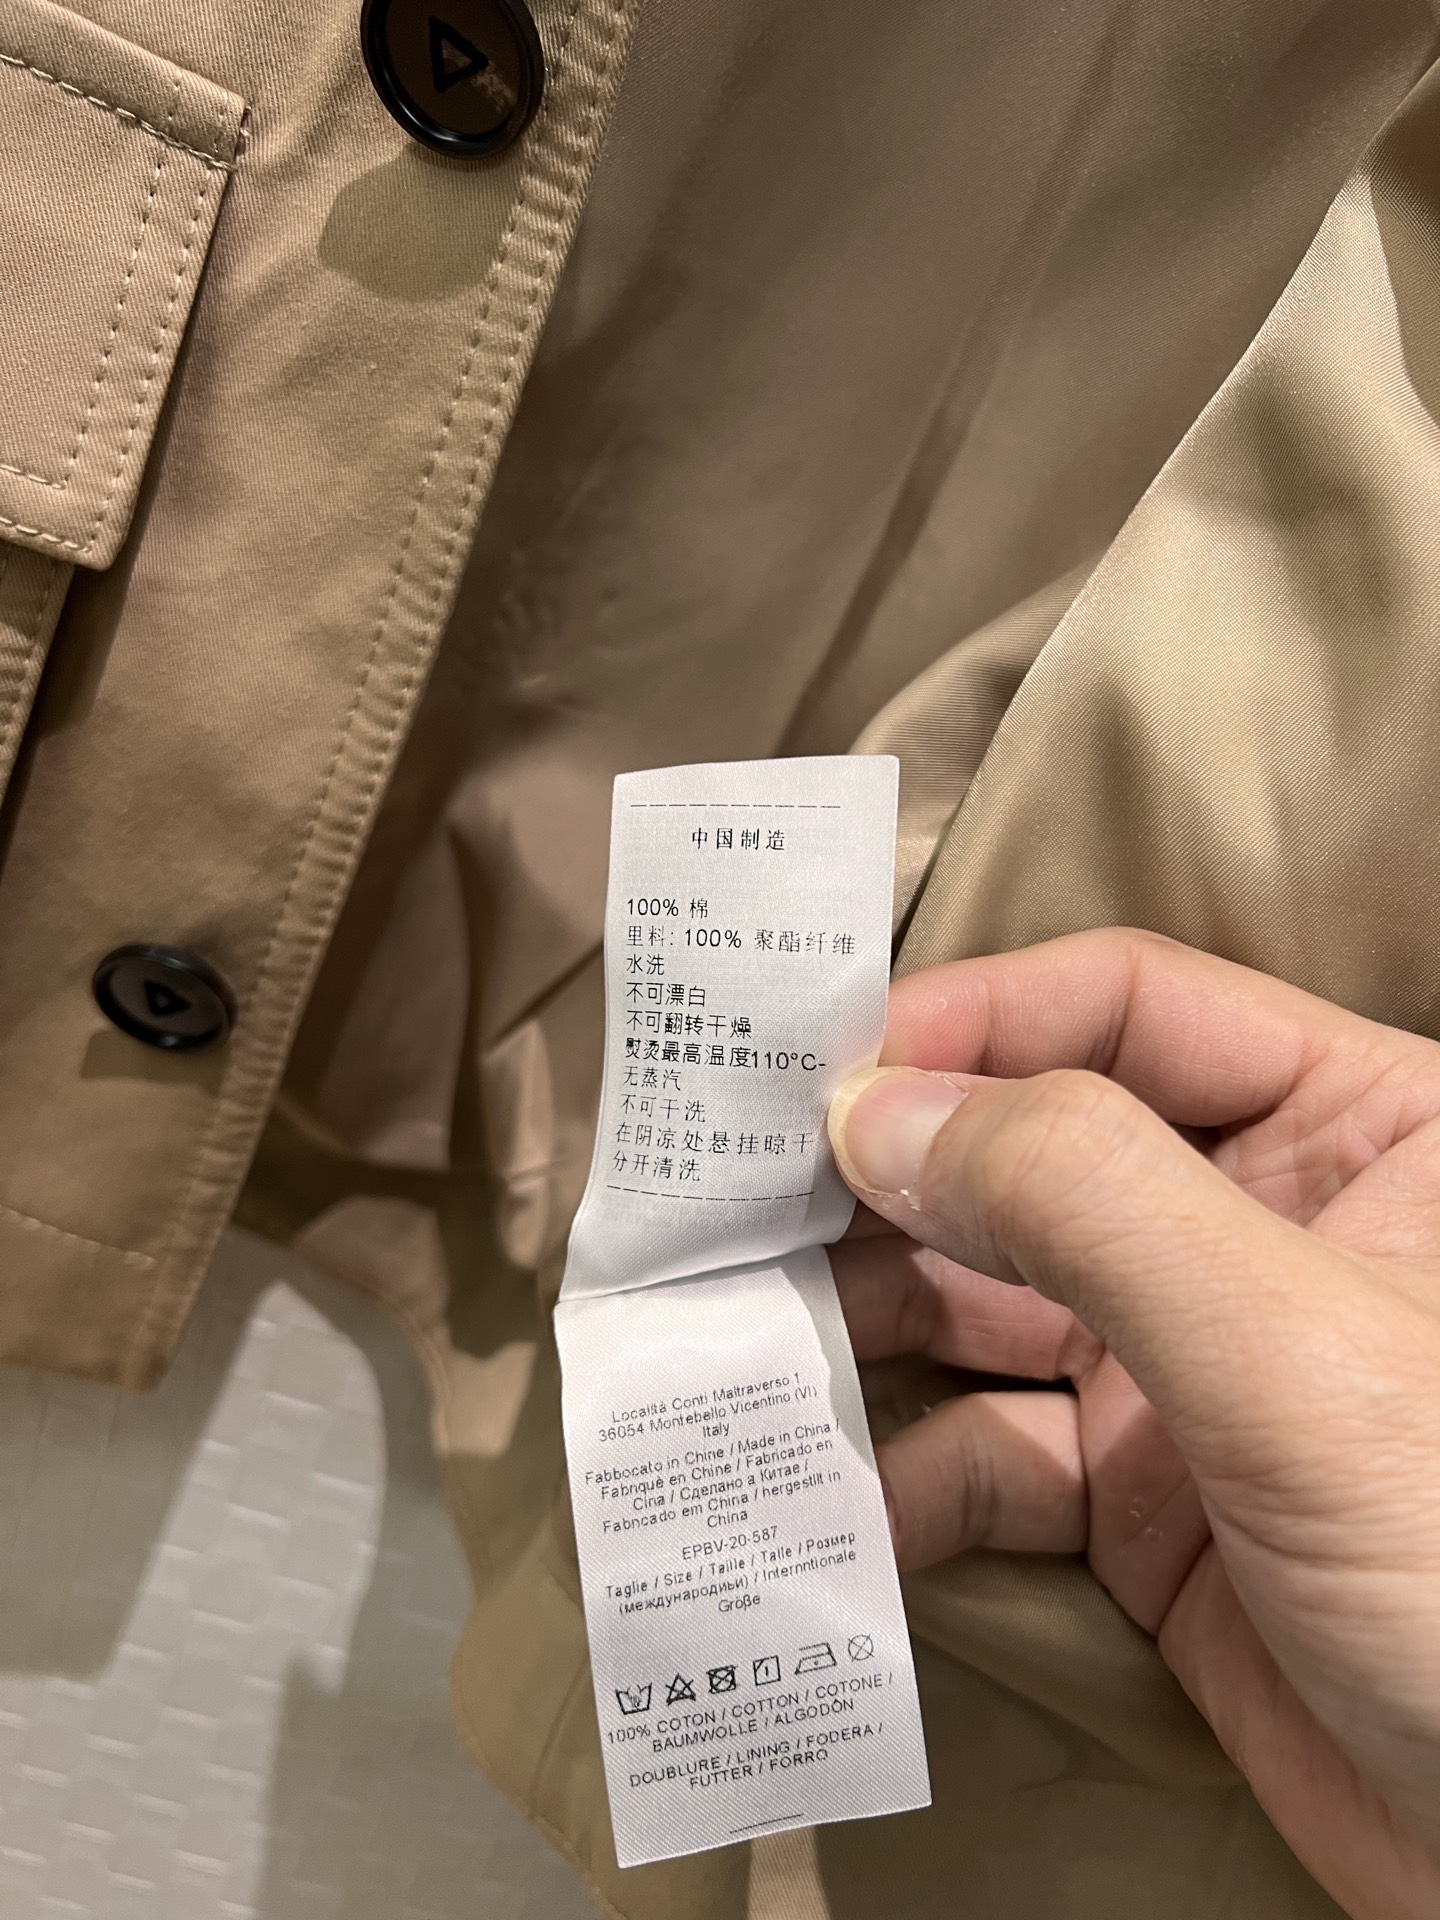 中国制造
100% 棉
里料: 100% 聚酯纤维
水洗
不可漂白
不可翻转干燥
熨烫最高温度110°C-
无蒸汽
不可干洗
在阴凉处悬挂晾干
分开清洗
Località Conti Maltraverso 1
36054 Montebello Vicentino (VI)
Italy
Fabbocato in Chine / Made in China /
Fabnquè en Chine / Fabricado en
Cina / Сделано а Китае /
Fabncado em China / hergestilt in
China
EPBV-20-587
Taglie / Size / Taille / Talle / Розмер
(международиьи) / Internntionale
Größe
100% COTON / COTTON / COTONE /
BAUMWOLLE / ALGODÓN
DOUBLURE / LINING / FODERA /
FUTTER / FORRO